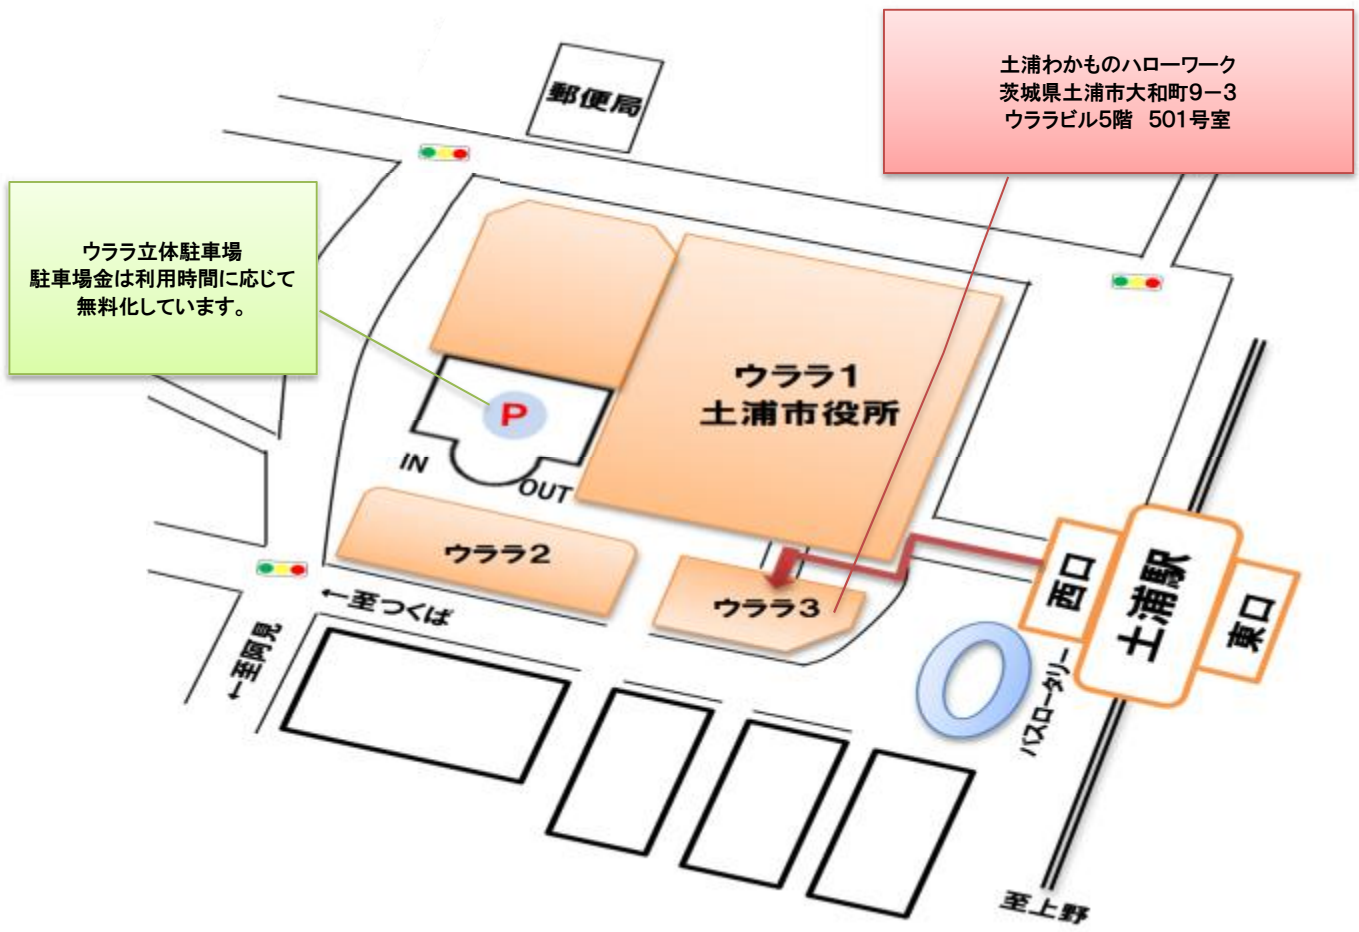 土浦わかものハローワーク
茨城県土浦市大和町9－3
ウララビル5階　501号室
郵便局
ウララ立体駐車場
駐車場金は利用時間に応じて
無料化しています。
ウララ1
土浦市役所
P
IN
OUT
ウララ2
ウララ3
西口
土浦駅
東口
←至つくば
←至阿見
バスロータリー
至上野